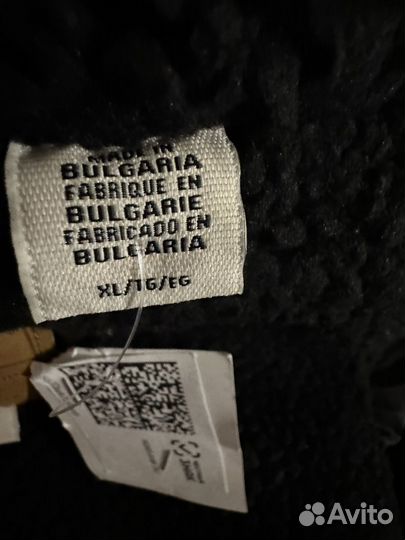 MADE IN
BULGARIA
FABRIQUE EN
BULGARIE
FABRICADO EN
BULGARIA
XL/TG/EG
Avito